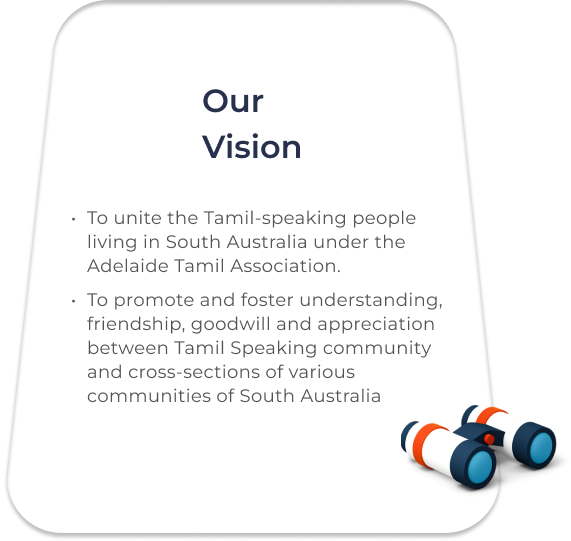 Our
Vision
• To unite the Tamil-speaking people
living in South Australia under the
Adelaide Tamil Association.
• To promote and foster understanding,
friendship, goodwill and appreciation
between Tamil Speaking community
and cross-sections of various
communities of South Australia